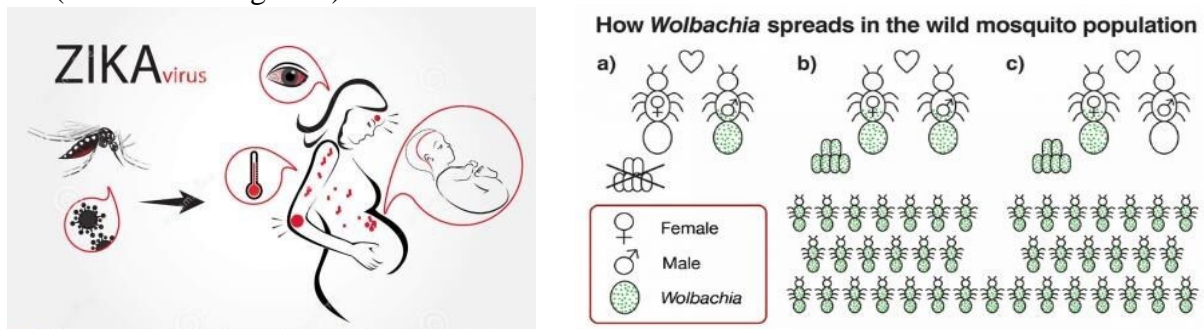 ZIKAvirus
How Wolbachia spreads in the wild mosquito population
a)
b)
c)
Female
Male
Wolbachia